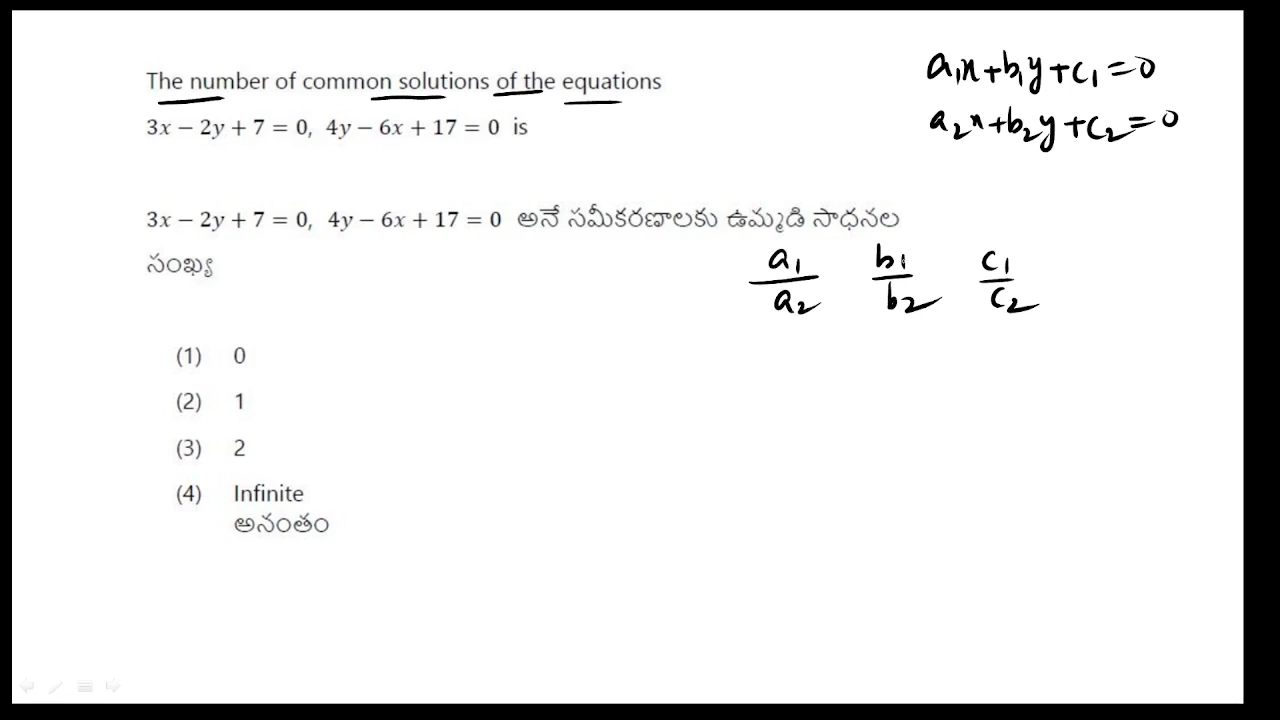 The number of common solutions of the equations
3x − 2y + 7 = 0, 4y − 6x + 17 = 0 is
a₁x+b₁y+c₁=0
a₂x+b₂y+c₂=0
3x − 2y + 7 = 0, 4y − 6x + 17 = 0 అనే సమీకరణాలకు ఉమ్మడి సాధనల
సంఖ్య
a₁/a₂ b₁/b₂ c₁/c₂
(1) 0
(2) 1
(3) 2
(4) Infinite
అనంతం